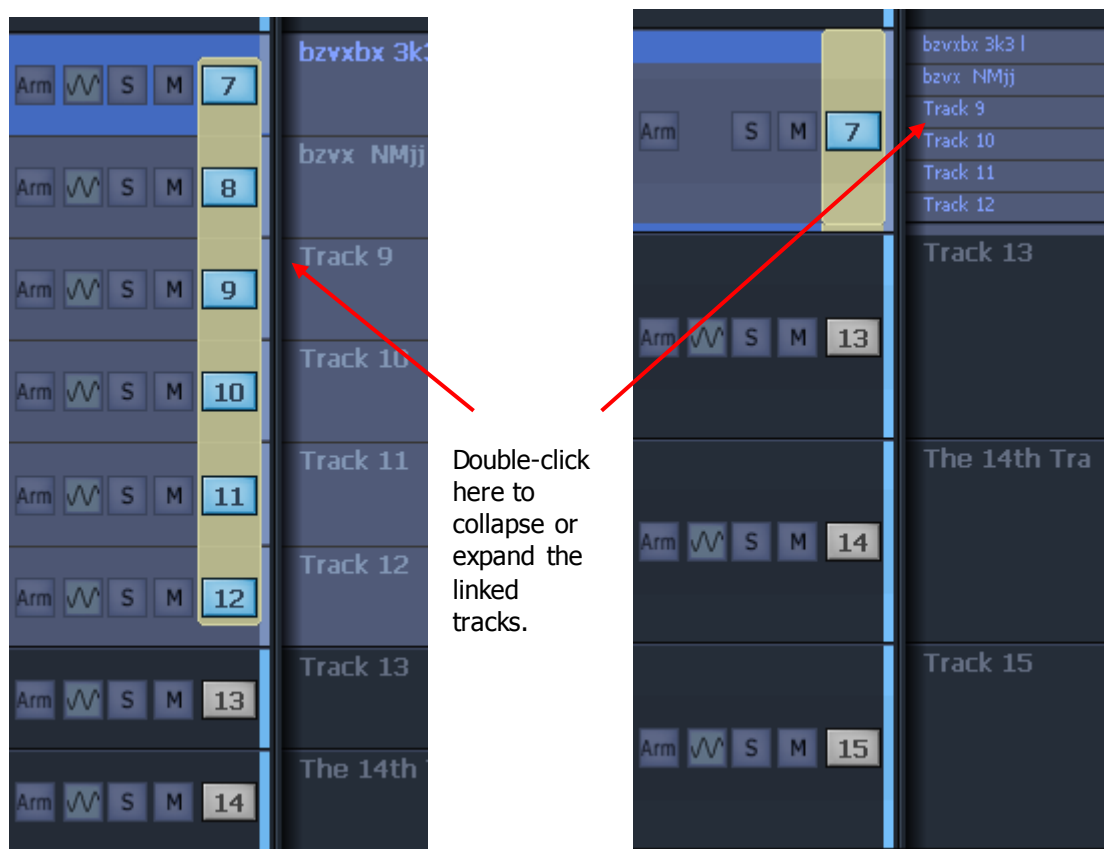 bzvxbx 3k3
Arm S M 7
bzvx NMjj
Arm S M 8
Track 9
Arm S M 9
Track 10
Arm S M 10
Track 11
Arm S M 11
Track 12
Arm S M 12
Track 13
Arm S M 13
The 14th
Arm S M 14
Double-click
here to
collapse or
expand the
linked
tracks.
bzvxbx 3k3 l
bzvx NMjj
Track 9
Arm S M 7
Track 10
Track 11
Track 12
Track 13
Arm S M 13
The 14th Tra
Arm S M 14
Track 15
Arm S M 15